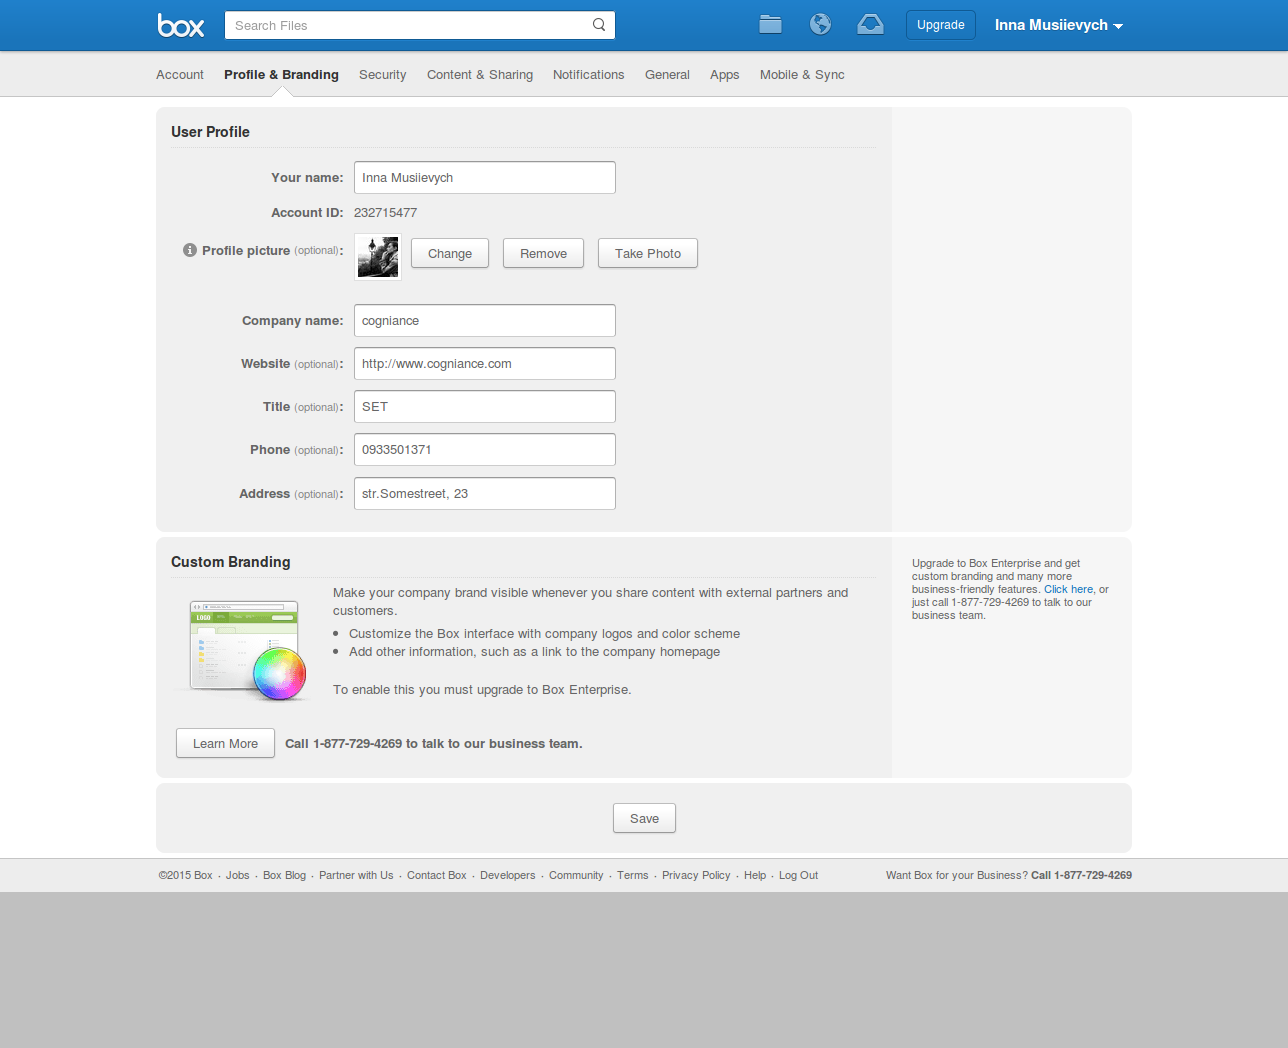 box
Search Files
Upgrade
Inna Musiievych
Account
Profile & Branding
Security
Content & Sharing
Notifications
General
Apps
Mobile & Sync
User Profile
Your name:
Inna Musiievych
Account ID:
232715477
Profile picture (optional):
Change
Remove
Take Photo
Company name:
cogniance
Website (optional):
http://www.cogniance.com
Title (optional):
SET
Phone (optional):
0933501371
Address (optional):
str.Somestreet, 23
Custom Branding
LOGO
Make your company brand visible whenever you share content with external partners and
customers.
• Customize the Box interface with company logos and color scheme
• Add other information, such as a link to the company homepage
To enable this you must upgrade to Box Enterprise.
Learn More
Call 1-877-729-4269 to talk to our business team.
Upgrade to Box Enterprise and get
custom branding and many more
business-friendly features. Click here, or
just call 1-877-729-4269 to talk to our
business team.
Save
©2015 Box · Jobs · Box Blog · Partner with Us · Contact Box · Developers · Community · Terms · Privacy Policy · Help · Log Out
Want Box for your Business? Call 1-877-729-4269